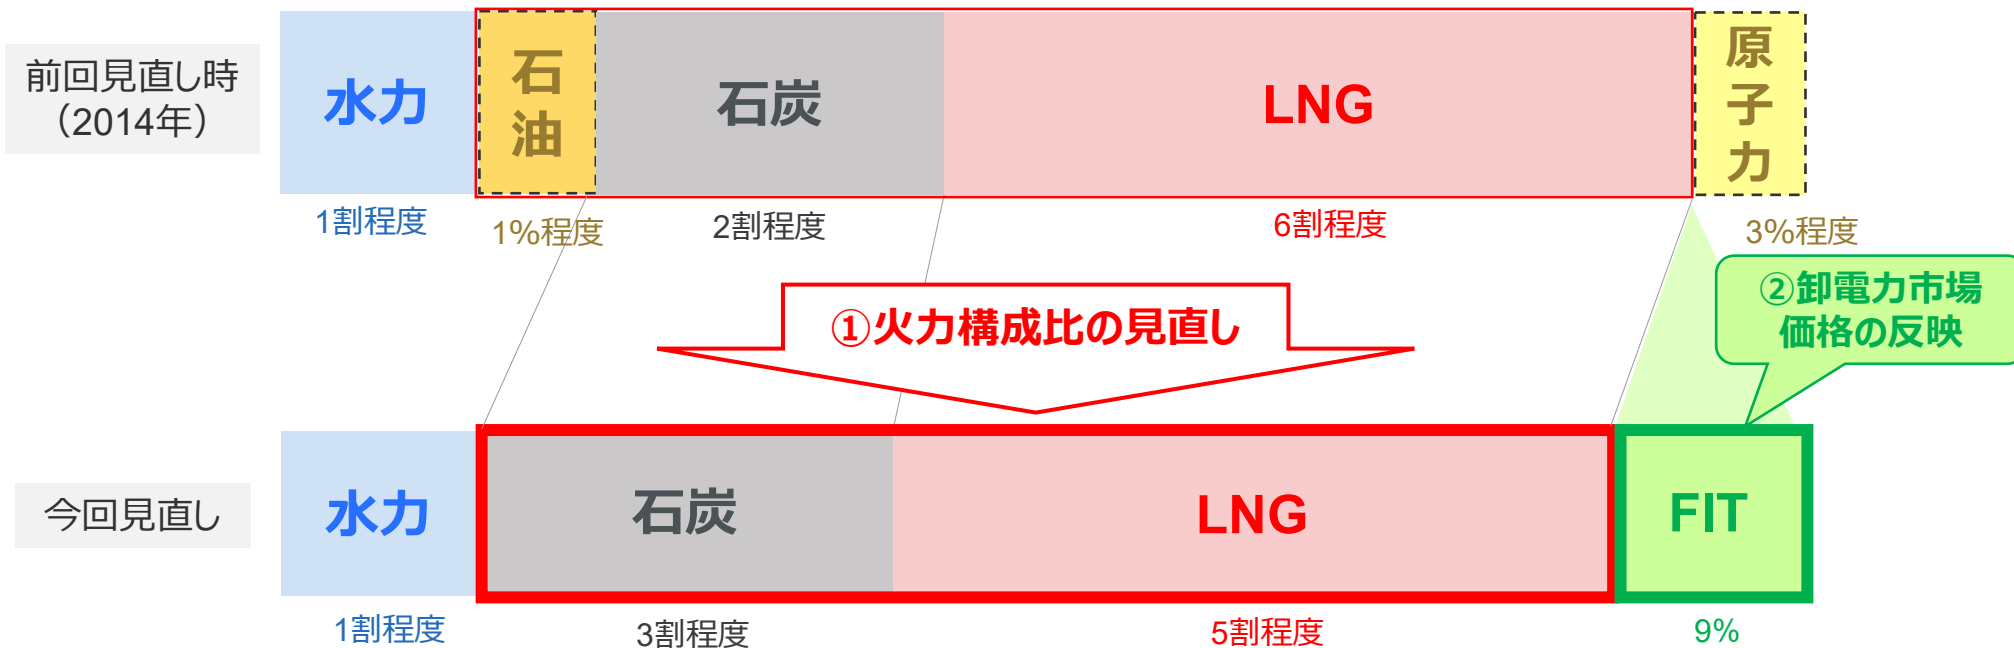 前回見直し時
（2014年）
水力
石
油
石炭
LNG
原
子
力
1割程度
1%程度
2割程度
6割程度
3%程度
①火力構成比の見直し
②卸電力市場
価格の反映
今回見直し
水力
石炭
LNG
FIT
1割程度
3割程度
5割程度
9%